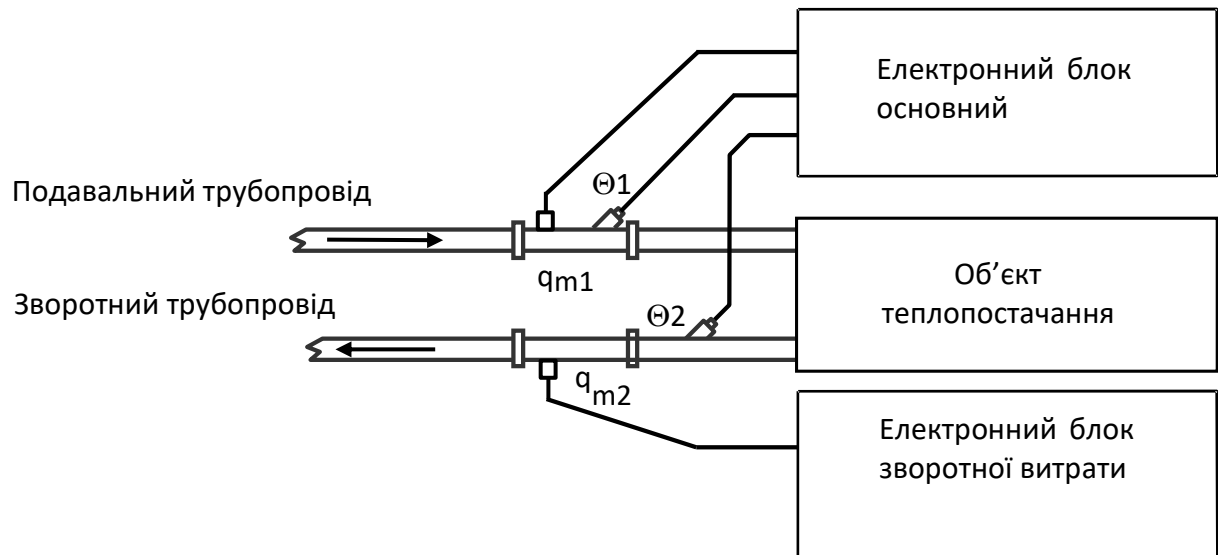 Електронний блок
основний
Подавальний трубопровід
Θ1
qm1
Зворотний трубопровід
Θ2
qm2
Об’єкт
теплопостачання
Електронний блок
зворотної витрати